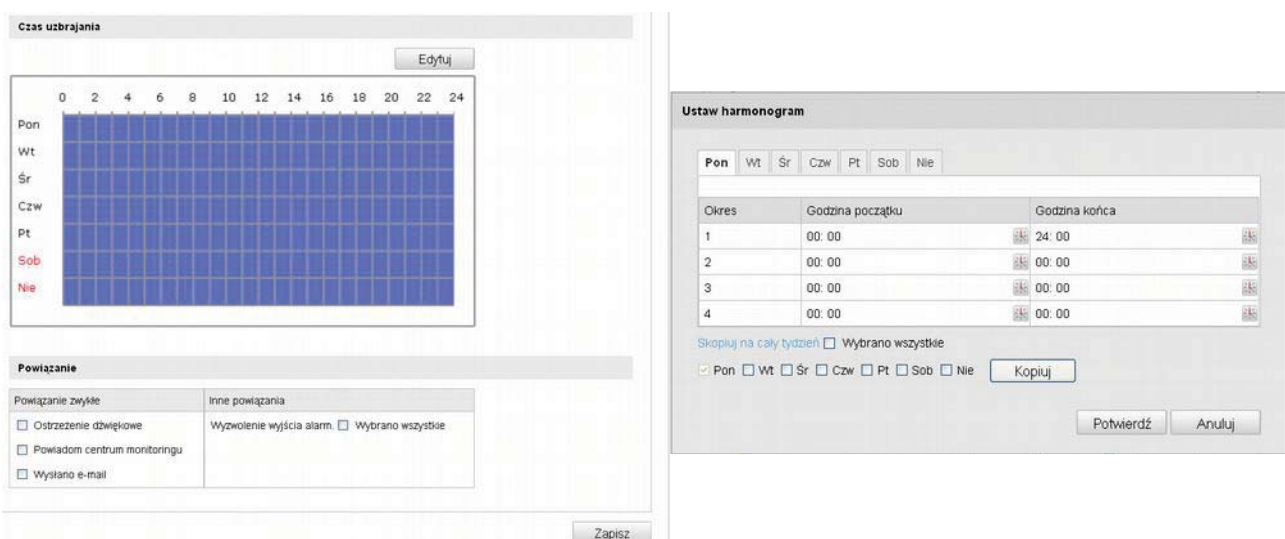 Czas uzbrajania
Edytuj
0 2 4 6 8 10 12 14 16 18 20 22 24
Pon
Wt
Śr
Czw
Pt
Sob
Nie
Powiązanie
Powiązanie zwykłe Inne powiązania
Ostrzeżenie dźwiękowe Wyzwolenie wyjścia alarm. Wybrano wszystkie
Powiadom centrum monitoringu
Wysłano e-mail
Zapisz
Ustaw harmonogram
Pon Wt Śr Czw Pt Sob Nie
Okres Godzina początku Godzina końca
1 00: 00 24: 00
2 00: 00 00: 00
3 00: 00 00: 00
4 00: 00 00: 00
Skopiuj na cały tydzień Wybrano wszystkie
Pon Wt Śr Czw Pt Sob Nie Kopiuj
Potwierdź Anuluj